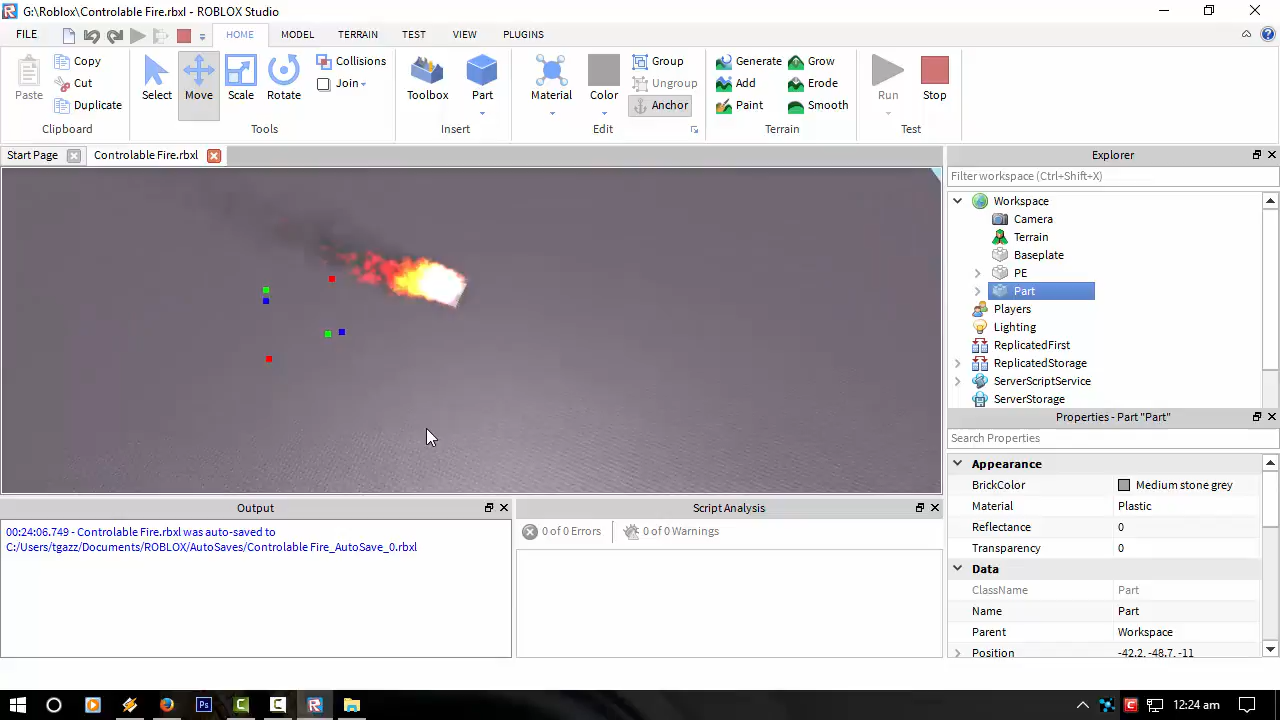 G:\Roblox\Controlable Fire.rbxl - ROBLOX Studio
FILE HOME MODEL TERRAIN TEST VIEW PLUGINS
Paste
Copy
Cut
Duplicate
Clipboard
Select
Move
Scale
Rotate
Collisions
Join
Tools
Toolbox
Part
Insert
Material
Color
Group
Ungroup
Anchor
Edit
Generate
Grow
Add
Erode
Paint
Smooth
Terrain
Run
Stop
Test
Start Page
Controlable Fire.rbxl
Explorer
Filter workspace (Ctrl+Shift+X)
Workspace
Camera
Terrain
Baseplate
PE
Part
Players
Lighting
ReplicatedFirst
ReplicatedStorage
ServerScriptService
ServerStorage
Properties - Part "Part"
Search Properties
Appearance
BrickColor Medium stone grey
Material Plastic
Reflectance 0
Transparency 0
Data
ClassName Part
Name Part
Parent Workspace
Position -42.2, -48.7, -11
Output
00:24:06.749 - Controlable Fire.rbxl was auto-saved to
C:/Users/tgazz/Documents/ROBLOX/AutoSaves/Controlable Fire_AutoSave_0.rbxl
Script Analysis
0 of 0 Errors
0 of 0 Warnings
12:24 am